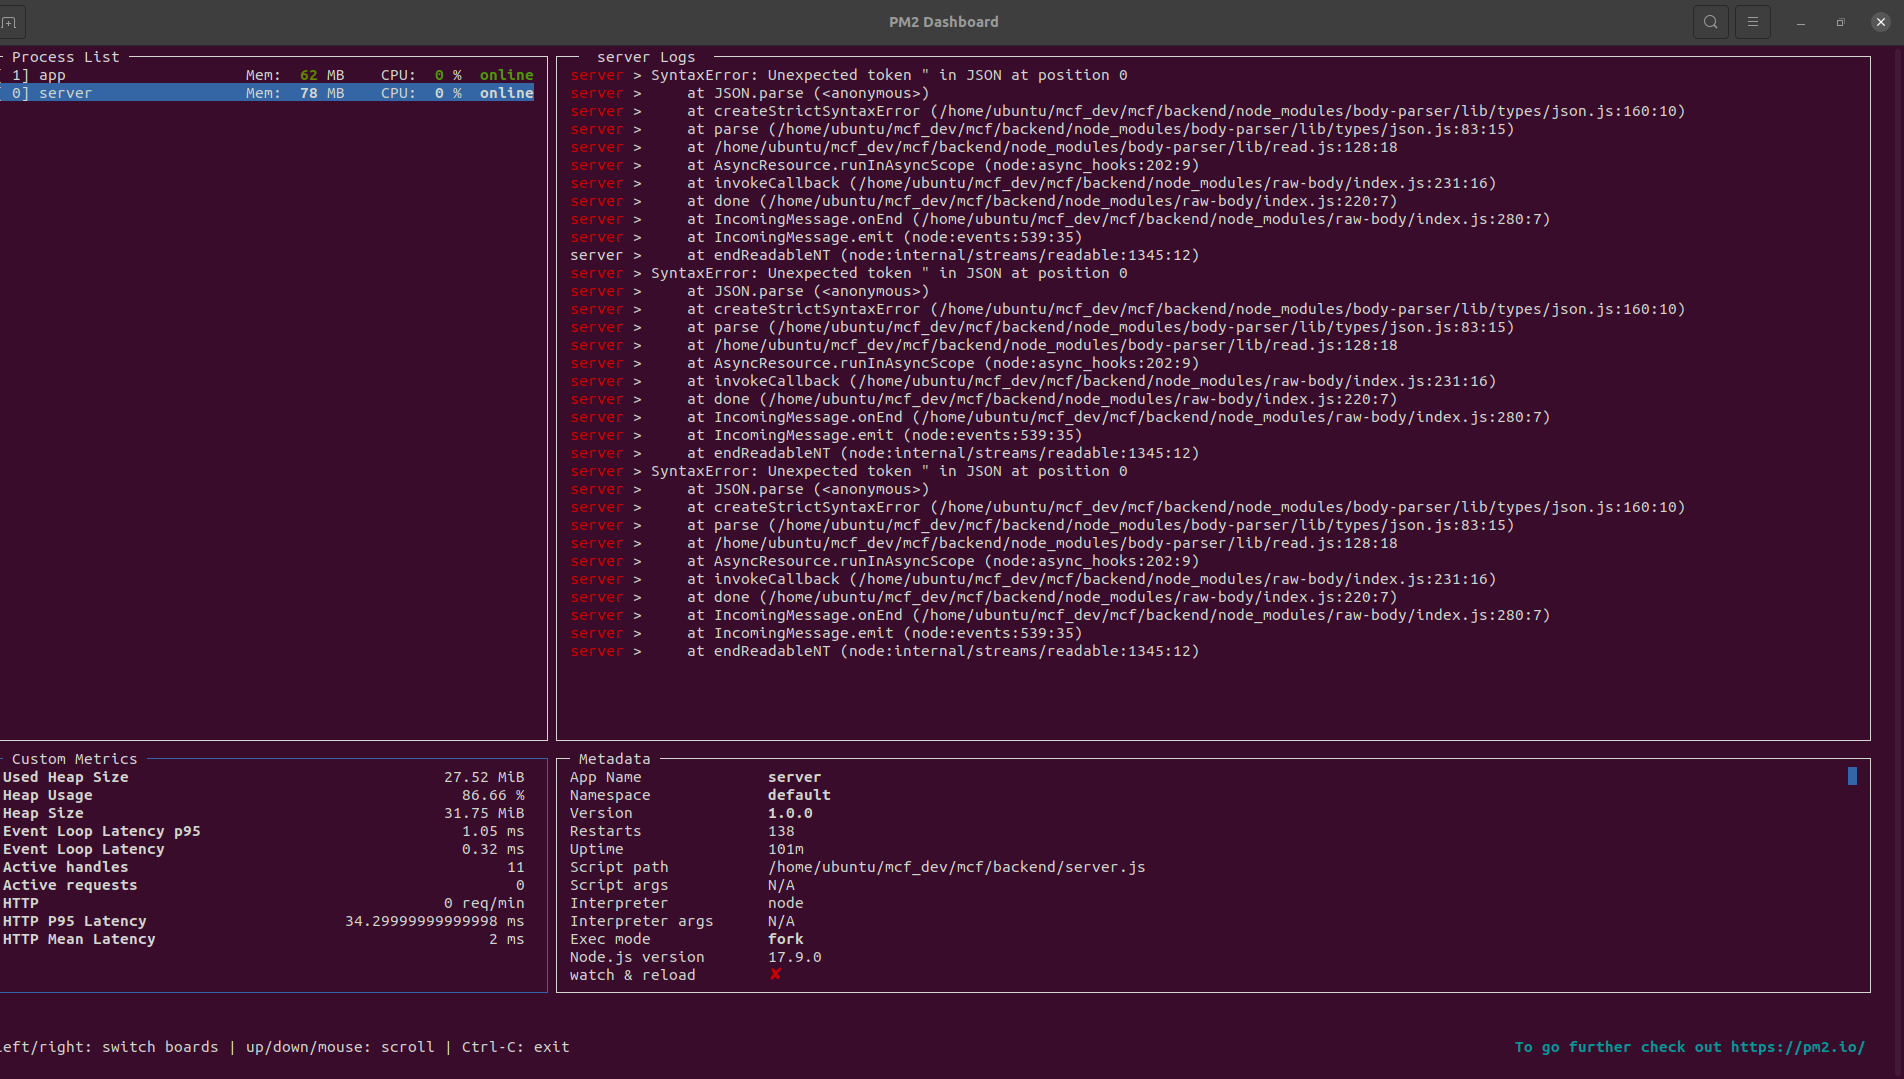 PM2 Dashboard
Process List
1] app Mem: 62 MB CPU: 0 % online
0] server Mem: 78 MB CPU: 0 % online
server Logs
server > SyntaxError: Unexpected token " in JSON at position 0
server > at JSON.parse (<anonymous>)
server > at createStrictSyntaxError (/home/ubuntu/mcf_dev/mcf/backend/node_modules/body-parser/lib/types/json.js:160:10)
server > at parse (/home/ubuntu/mcf_dev/mcf/backend/node_modules/body-parser/lib/types/json.js:83:15)
server > at /home/ubuntu/mcf_dev/mcf/backend/node_modules/body-parser/lib/read.js:128:18
server > at AsyncResource.runInAsyncScope (node:async_hooks:202:9)
server > at invokeCallback (/home/ubuntu/mcf_dev/mcf/backend/node_modules/raw-body/index.js:231:16)
server > at done (/home/ubuntu/mcf_dev/mcf/backend/node_modules/raw-body/index.js:220:7)
server > at IncomingMessage.onEnd (/home/ubuntu/mcf_dev/mcf/backend/node_modules/raw-body/index.js:280:7)
server > at IncomingMessage.emit (node:events:539:35)
server > at endReadableNT (node:internal/streams/readable:1345:12)
server > SyntaxError: Unexpected token " in JSON at position 0
server > at JSON.parse (<anonymous>)
server > at createStrictSyntaxError (/home/ubuntu/mcf_dev/mcf/backend/node_modules/body-parser/lib/types/json.js:160:10)
server > at parse (/home/ubuntu/mcf_dev/mcf/backend/node_modules/body-parser/lib/types/json.js:83:15)
server > at /home/ubuntu/mcf_dev/mcf/backend/node_modules/body-parser/lib/read.js:128:18
server > at AsyncResource.runInAsyncScope (node:async_hooks:202:9)
server > at invokeCallback (/home/ubuntu/mcf_dev/mcf/backend/node_modules/raw-body/index.js:231:16)
server > at done (/home/ubuntu/mcf_dev/mcf/backend/node_modules/raw-body/index.js:220:7)
server > at IncomingMessage.onEnd (/home/ubuntu/mcf_dev/mcf/backend/node_modules/raw-body/index.js:280:7)
server > at IncomingMessage.emit (node:events:539:35)
server > at endReadableNT (node:internal/streams/readable:1345:12)
server > SyntaxError: Unexpected token " in JSON at position 0
server > at JSON.parse (<anonymous>)
server > at createStrictSyntaxError (/home/ubuntu/mcf_dev/mcf/backend/node_modules/body-parser/lib/types/json.js:160:10)
server > at parse (/home/ubuntu/mcf_dev/mcf/backend/node_modules/body-parser/lib/types/json.js:83:15)
server > at /home/ubuntu/mcf_dev/mcf/backend/node_modules/body-parser/lib/read.js:128:18
server > at AsyncResource.runInAsyncScope (node:async_hooks:202:9)
server > at invokeCallback (/home/ubuntu/mcf_dev/mcf/backend/node_modules/raw-body/index.js:231:16)
server > at done (/home/ubuntu/mcf_dev/mcf/backend/node_modules/raw-body/index.js:220:7)
server > at IncomingMessage.onEnd (/home/ubuntu/mcf_dev/mcf/backend/node_modules/raw-body/index.js:280:7)
server > at IncomingMessage.emit (node:events:539:35)
server > at endReadableNT (node:internal/streams/readable:1345:12)
Custom Metrics
Used Heap Size 27.52 MiB
Heap Usage 86.66 %
Heap Size 31.75 MiB
Event Loop Latency p95 1.05 ms
Event Loop Latency 0.32 ms
Active handles 11
Active requests 0
HTTP 0 req/min
HTTP P95 Latency 34.29999999999998 ms
HTTP Mean Latency 2 ms
Metadata
App Name server
Namespace default
Version 1.0.0
Restarts 138
Uptime 101m
Script path /home/ubuntu/mcf_dev/mcf/backend/server.js
Script args N/A
Interpreter node
Interpreter args N/A
Exec mode fork
Node.js version 17.9.0
watch & reload ✘
left/right: switch boards | up/down/mouse: scroll | Ctrl-C: exit
To go further check out https://pm2.io/